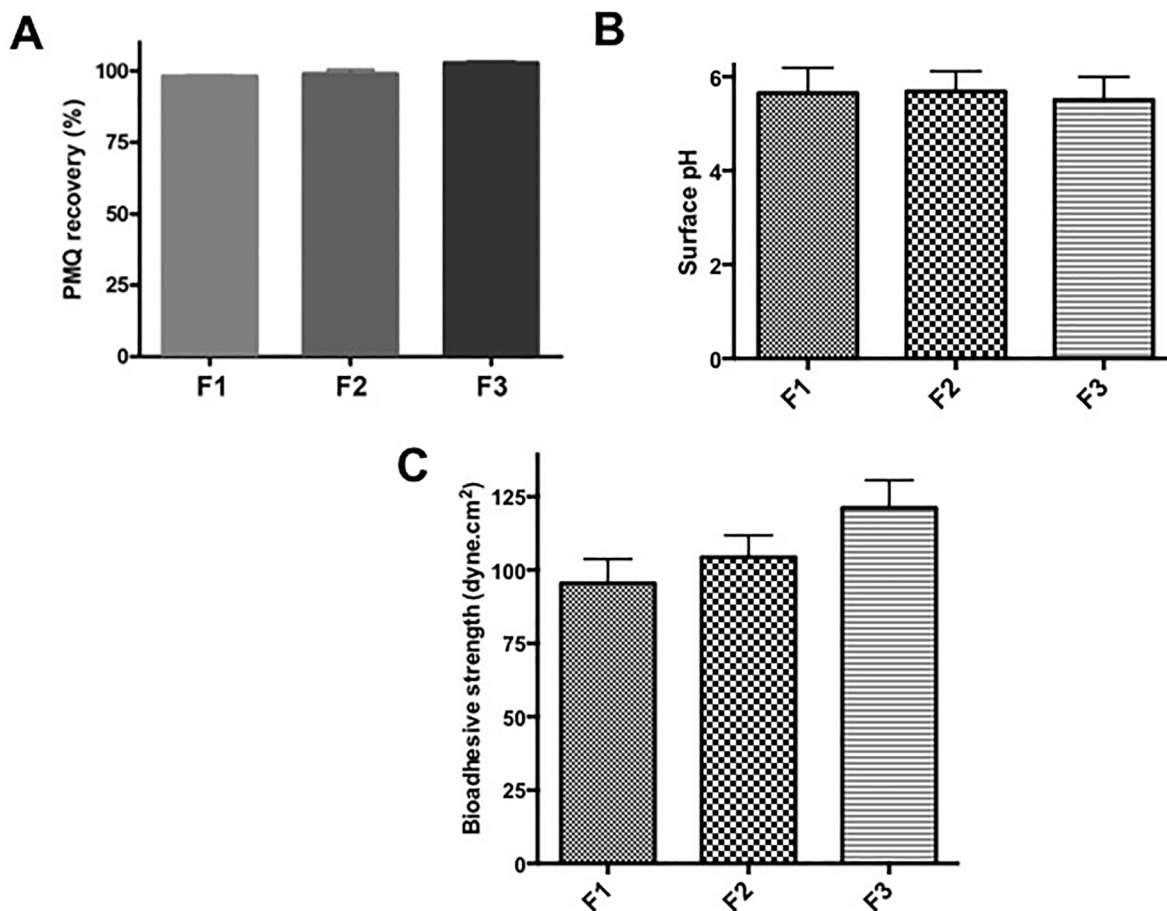 A
PMQ recovery (%)
100
75
50
25
0
F1 F2 F3
B
Surface pH
6
4
2
0
F1 F2 F3
C
Bioadhesive strength (dyne.cm²)
125
100
75
50
25
0
F1 F2 F3